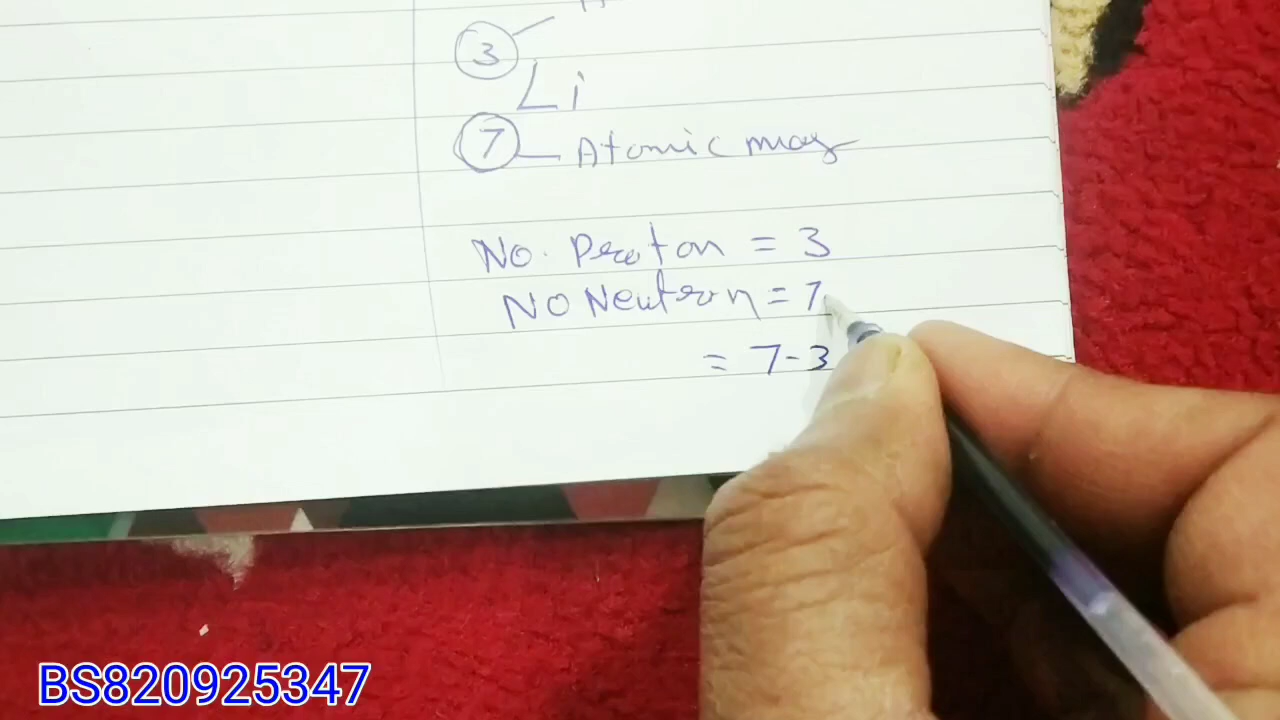 3
Li
7 Atomic mas
No. Proton = 3
No Neutron = 7
= 7-3
BS820925347